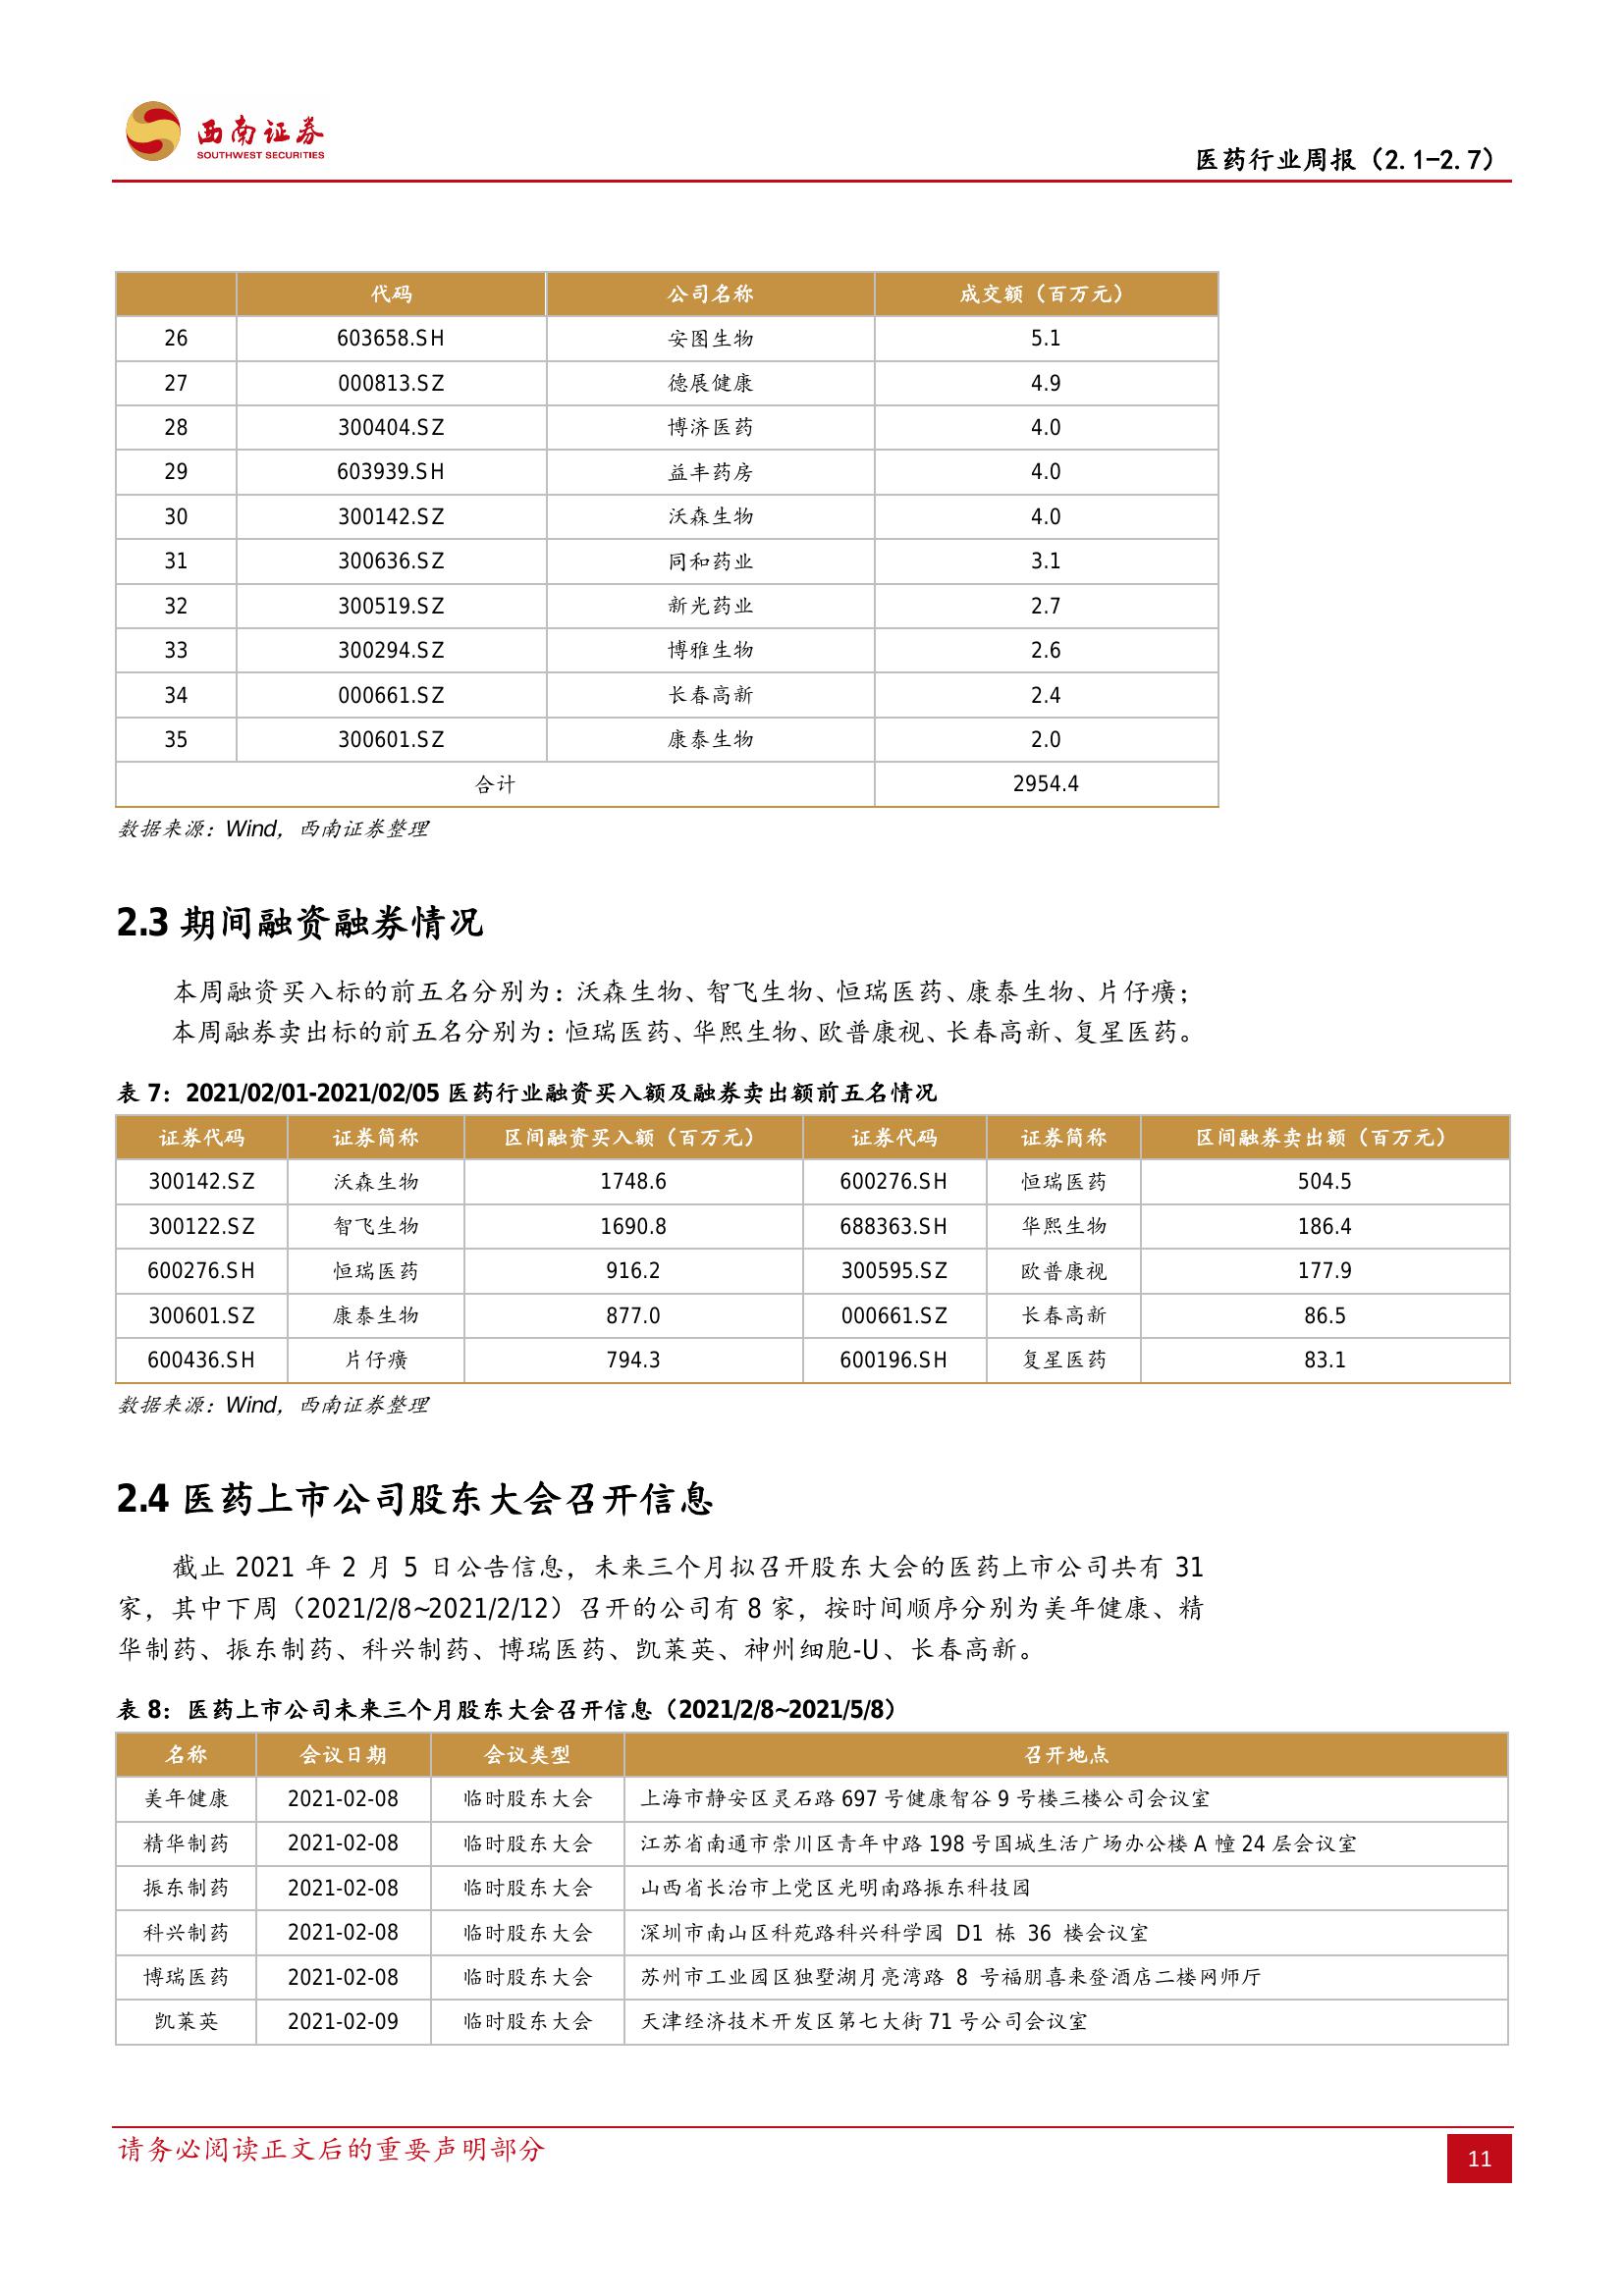 西南证券
SOUTHWEST SECURITIES
医药行业周报（2.1-2.7）
代码 公司名称 成交额（百万元）
26 603658.SH 安图生物 5.1
27 000813.SZ 德展健康 4.9
28 300404.SZ 博济医药 4.0
29 603939.SH 益丰药房 4.0
30 300142.SZ 沃森生物 4.0
31 300636.SZ 同和药业 3.1
32 300519.SZ 新光药业 2.7
33 300294.SZ 博雅生物 2.6
34 000661.SZ 长春高新 2.4
35 300601.SZ 康泰生物 2.0
合计 2954.4
数据来源：Wind，西南证券整理
2.3 期间融资融券情况
本周融资买入标的前五名分别为：沃森生物、智飞生物、恒瑞医药、康泰生物、片仔癀；
本周融券卖出标的前五名分别为：恒瑞医药、华熙生物、欧普康视、长春高新、复星医药。
表 7：2021/02/01-2021/02/05 医药行业融资买入额及融券卖出额前五名情况
证券代码 证券简称 区间融资买入额（百万元） 证券代码 证券简称 区间融券卖出额（百万元）
300142.SZ 沃森生物 1748.6 600276.SH 恒瑞医药 504.5
300122.SZ 智飞生物 1690.8 688363.SH 华熙生物 186.4
600276.SH 恒瑞医药 916.2 300595.SZ 欧普康视 177.9
300601.SZ 康泰生物 877.0 000661.SZ 长春高新 86.5
600436.SH 片仔癀 794.3 600196.SH 复星医药 83.1
数据来源：Wind，西南证券整理
2.4 医药上市公司股东大会召开信息
截止 2021 年 2 月 5 日公告信息，未来三个月拟召开股东大会的医药上市公司共有 31
家，其中下周（2021/2/8~2021/2/12）召开的公司有 8 家，按时间顺序分别为美年健康、精
华制药、振东制药、科兴制药、博瑞医药、凯莱英、神州细胞-U、长春高新。
表 8：医药上市公司未来三个月股东大会召开信息（2021/2/8~2021/5/8）
名称 会议日期 会议类型 召开地点
美年健康 2021-02-08 临时股东大会 上海市静安区灵石路 697 号健康智谷 9 号楼三楼公司会议室
精华制药 2021-02-08 临时股东大会 江苏省南通市崇川区青年中路 198 号国城生活广场办公楼 A 幢 24 层会议室
振东制药 2021-02-08 临时股东大会 山西省长治市上党区光明南路振东科技园
科兴制药 2021-02-08 临时股东大会 深圳市南山区科苑路科兴科学园 D1 栋 36 楼会议室
博瑞医药 2021-02-08 临时股东大会 苏州市工业园区独墅湖月亮湾路 8 号福朋喜来登酒店二楼网师厅
凯莱英 2021-02-09 临时股东大会 天津经济技术开发区第七大街 71 号公司会议室
请务必阅读正文后的重要声明部分
11